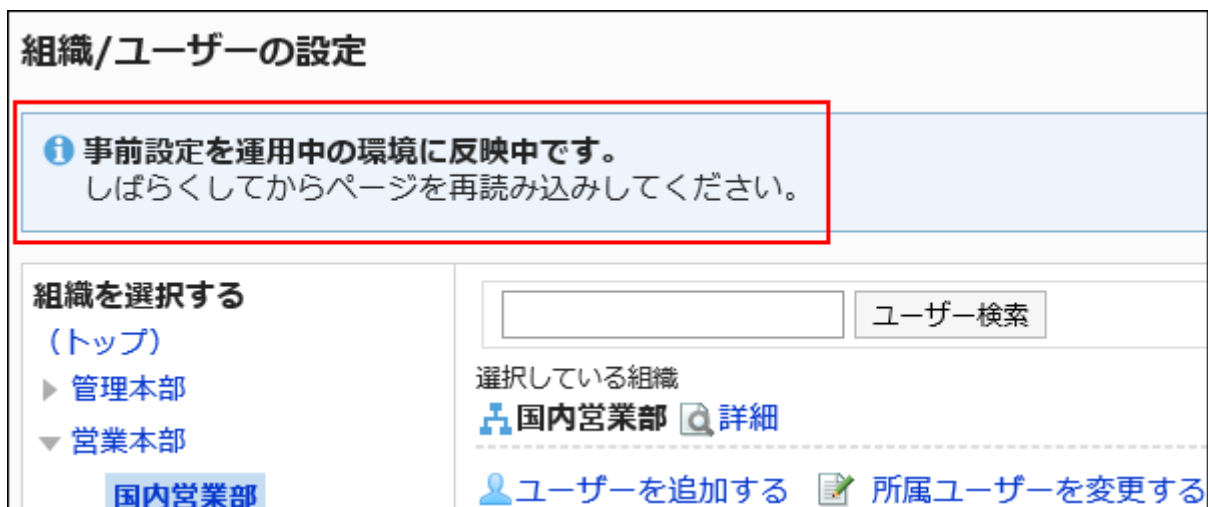 組織/ユーザーの設定
事前設定を運用中の環境に反映中です。
しばらくしてからページを再読み込みしてください。
組織を選択する
(トップ)
管理本部
営業本部
国内営業部
ユーザー検索
選択している組織
国内営業部 詳細
ユーザーを追加する 所属ユーザーを変更する